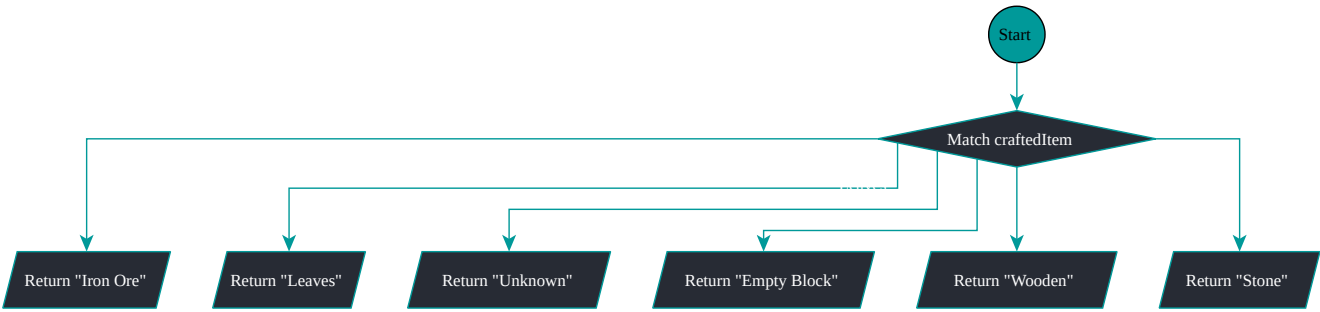 Start
Match craftedItem
Return "Iron Ore"
Return "Leaves"
Return "Unknown"
Return "Empty Block"
Return "Wooden"
Return "Stone"